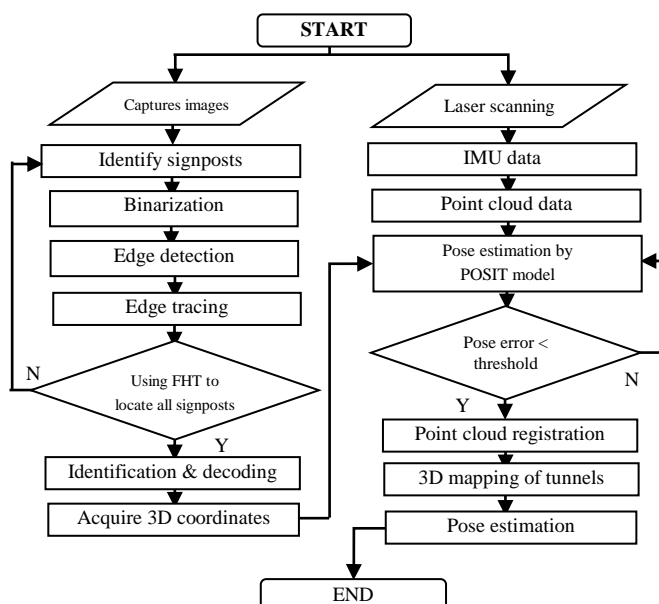 START
Captures images
Identify signposts
Binarization
Edge detection
Edge tracing
N
Using FHT to
locate all signposts
Y
Identification & decoding
Acquire 3D coordinates
Laser scanning
IMU data
Point cloud data
Pose estimation by
POSIT model
Pose error <
threshold
N
Y
Point cloud registration
3D mapping of tunnels
Pose estimation
END